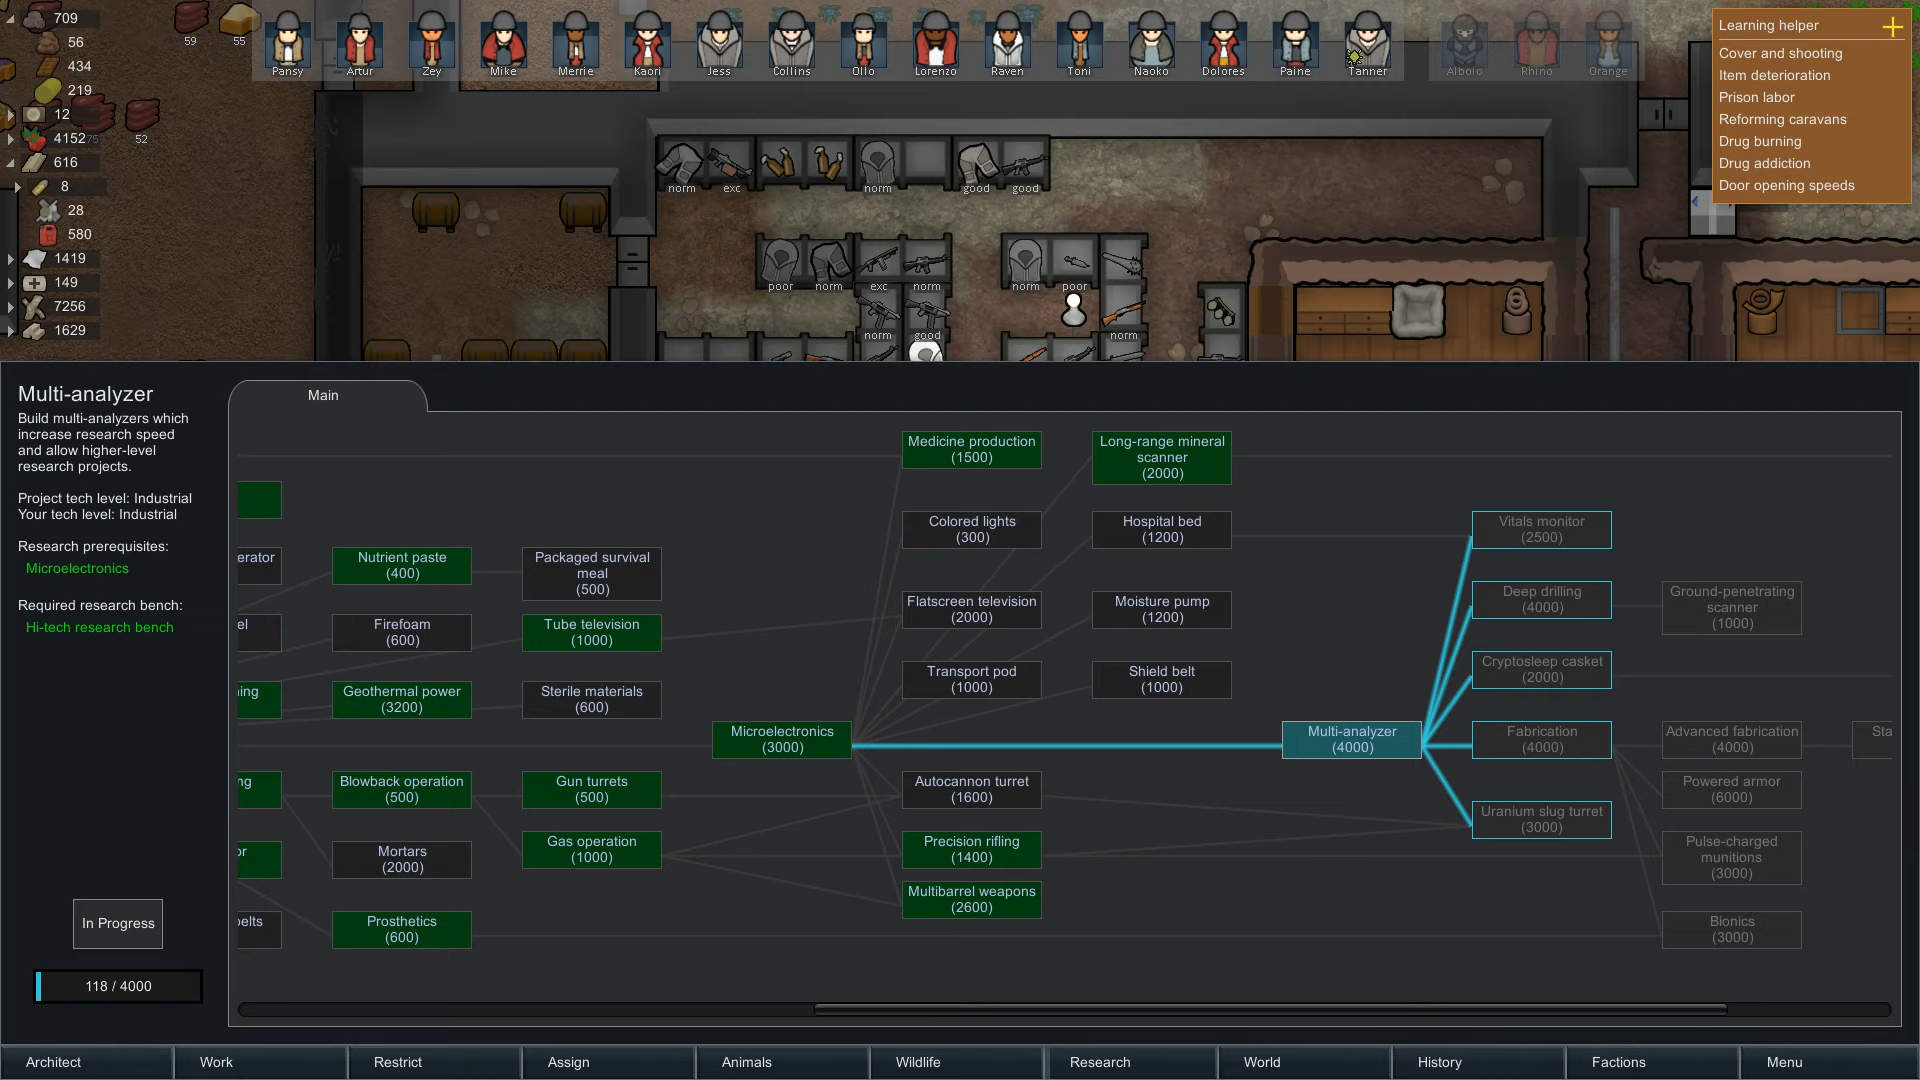 709
56
434
219
12
4152
616
8
28
580
1419
149
7256
1629
59
55
75
52
Pansy
Artur
Zey
Mike
Merrie
Kaori
Jess
Collins
Ollo
Lorenzo
Raven
Toni
Naoko
Dolores
Paine
Tanner
Albolo
Rhino
Orange
Learning helper
Cover and shooting
Item deterioration
Prison labor
Reforming caravans
Drug burning
Drug addiction
Door opening speeds
norm
exc
norm
good
good
poor
norm
exc
norm
norm
poor
norm
good
norm
Multi-analyzer
Build multi-analyzers which
increase research speed
and allow higher-level
research projects.
Project tech level: Industrial
Your tech level: Industrial
Research prerequisites:
Microelectronics
Required research bench:
Hi-tech research bench
In Progress
118 / 4000
Main
erator
el
ning
ng
or
belts
Nutrient paste
(400)
Firefoam
(600)
Geothermal power
(3200)
Blowback operation
(500)
Mortars
(2000)
Prosthetics
(600)
Packaged survival
meal
(500)
Tube television
(1000)
Sterile materials
(600)
Gun turrets
(500)
Gas operation
(1000)
Microelectronics
(3000)
Medicine production
(1500)
Colored lights
(300)
Flatscreen television
(2000)
Transport pod
(1000)
Autocannon turret
(1600)
Precision rifling
(1400)
Multibarrel weapons
(2600)
Long-range mineral
scanner
(2000)
Hospital bed
(1200)
Moisture pump
(1200)
Shield belt
(1000)
Multi-analyzer
(4000)
Vitals monitor
(2500)
Deep drilling
(4000)
Cryptosleep casket
(2000)
Fabrication
(4000)
Uranium slug turret
(3000)
Ground-penetrating
scanner
(1000)
Advanced fabrication
(4000)
Powered armor
(6000)
Pulse-charged
munitions
(3000)
Bionics
(3000)
Sta
Architect
Work
Restrict
Assign
Animals
Wildlife
Research
World
History
Factions
Menu